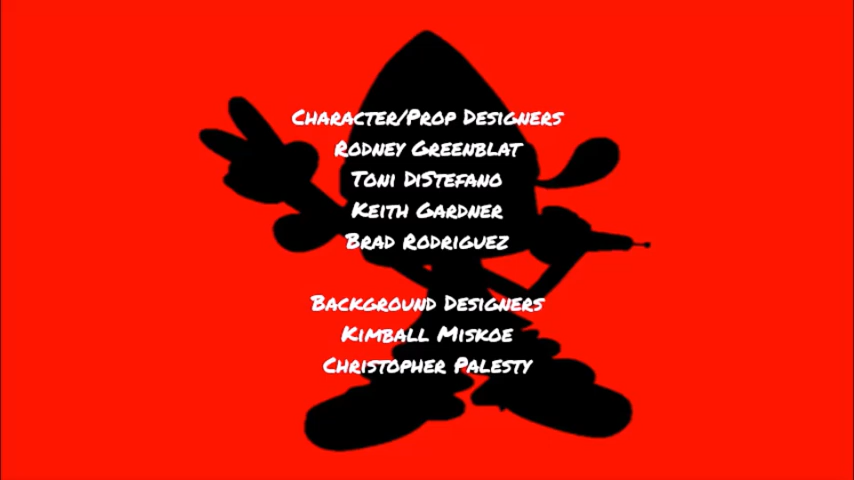 Character/Prop Designers
Rodney Greenblat
Toni DiStefano
Keith Gardner
Brad Rodriguez
Background Designers
Kimball Miskoe
Christopher Palesty